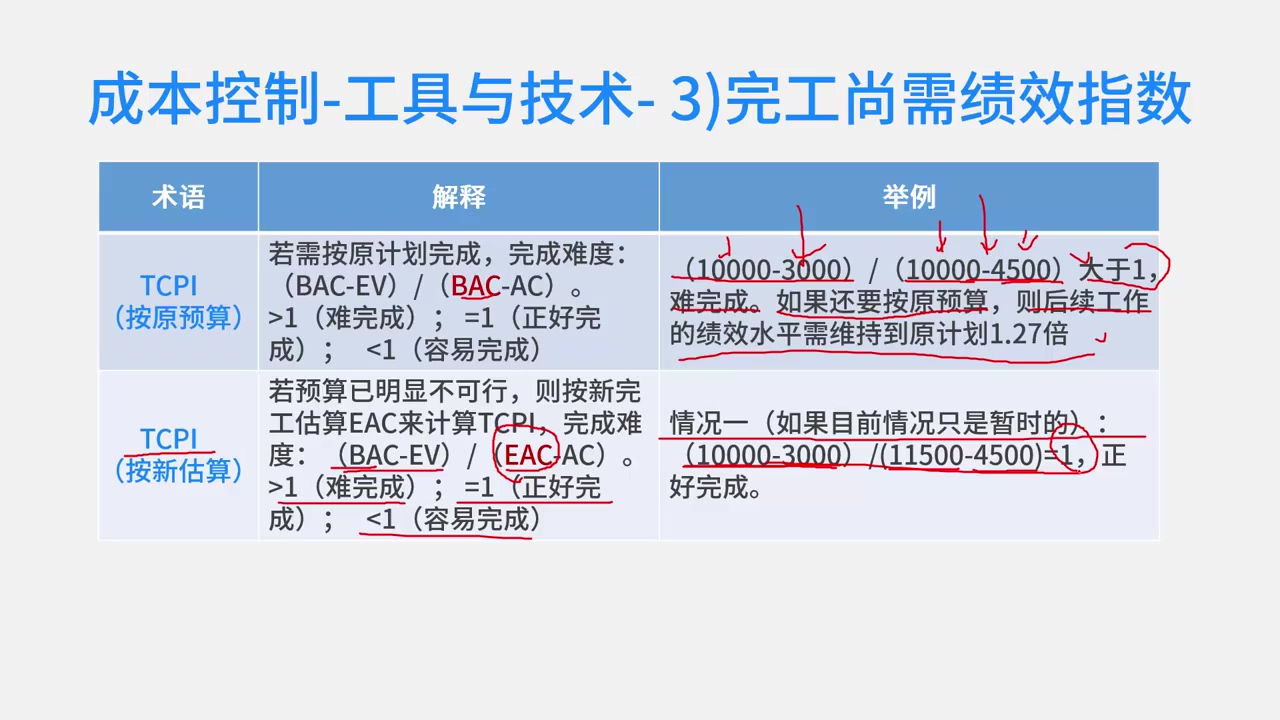 成本控制-工具与技术- 3)完工尚需绩效指数
术语
解释
举例
TCPI
（按原预算）
若需按原计划完成，完成难度：
（BAC-EV）/（BAC-AC）。
>1（难完成）； =1（正好完
成）； <1（容易完成）
（10000-3000）/（10000-4500）大于1，
难完成。如果还要按原预算，则后续工作
的绩效水平需维持到原计划1.27倍
TCPI
（按新估算）
若预算已明显不可行，则按新完
工估算EAC来计算TCPI，完成难
度：（BAC-EV）/（EAC-AC）。
>1（难完成）； =1（正好完
成）； <1（容易完成）
情况一（如果目前情况只是暂时的）：
（10000-3000）/(11500-4500)=1，正
好完成。